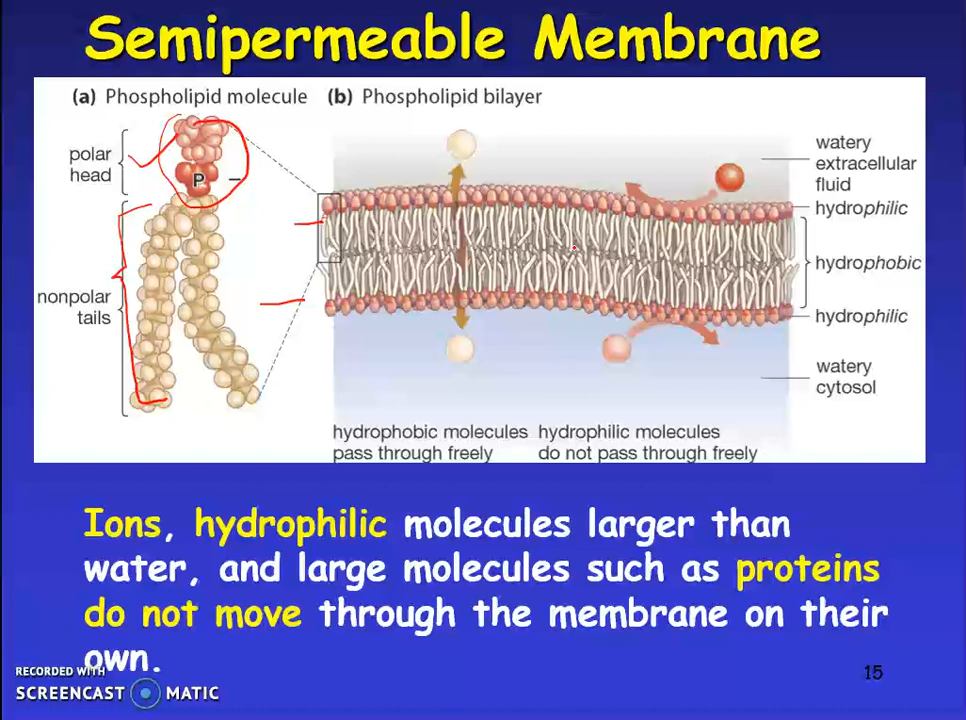 Semipermeable Membrane
(a) Phospholipid molecule
(b) Phospholipid bilayer
polar
head
P
–
nonpolar
tails
watery
extracellular
fluid
hydrophilic
hydrophobic
hydrophilic
watery
cytosol
hydrophobic molecules
pass through freely
hydrophilic molecules
do not pass through freely
Ions, hydrophilic molecules larger than
water, and large molecules such as proteins
do not move through the membrane on their
own.
RECORDED WITH
SCREENCAST MATIC
15